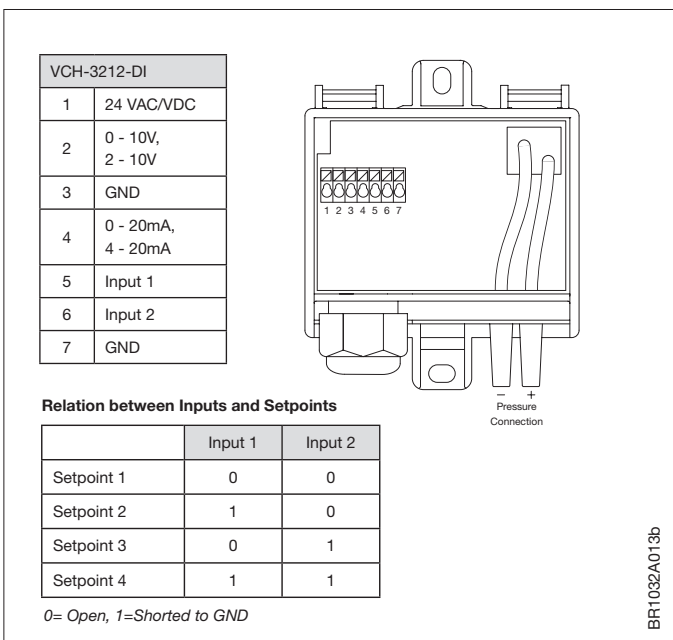 VCH-3212-DI
1 24 VAC/VDC
2 0 - 10V,
2 - 10V
3 GND
4 0 - 20mA,
4 - 20mA
5 Input 1
6 Input 2
7 GND
1 2 3 4 5 6 7
– +
Pressure
Connection
Relation between Inputs and Setpoints
Input 1 Input 2
Setpoint 1 0 0
Setpoint 2 1 0
Setpoint 3 0 1
Setpoint 4 1 1
0= Open, 1=Shorted to GND
BR1032A013b